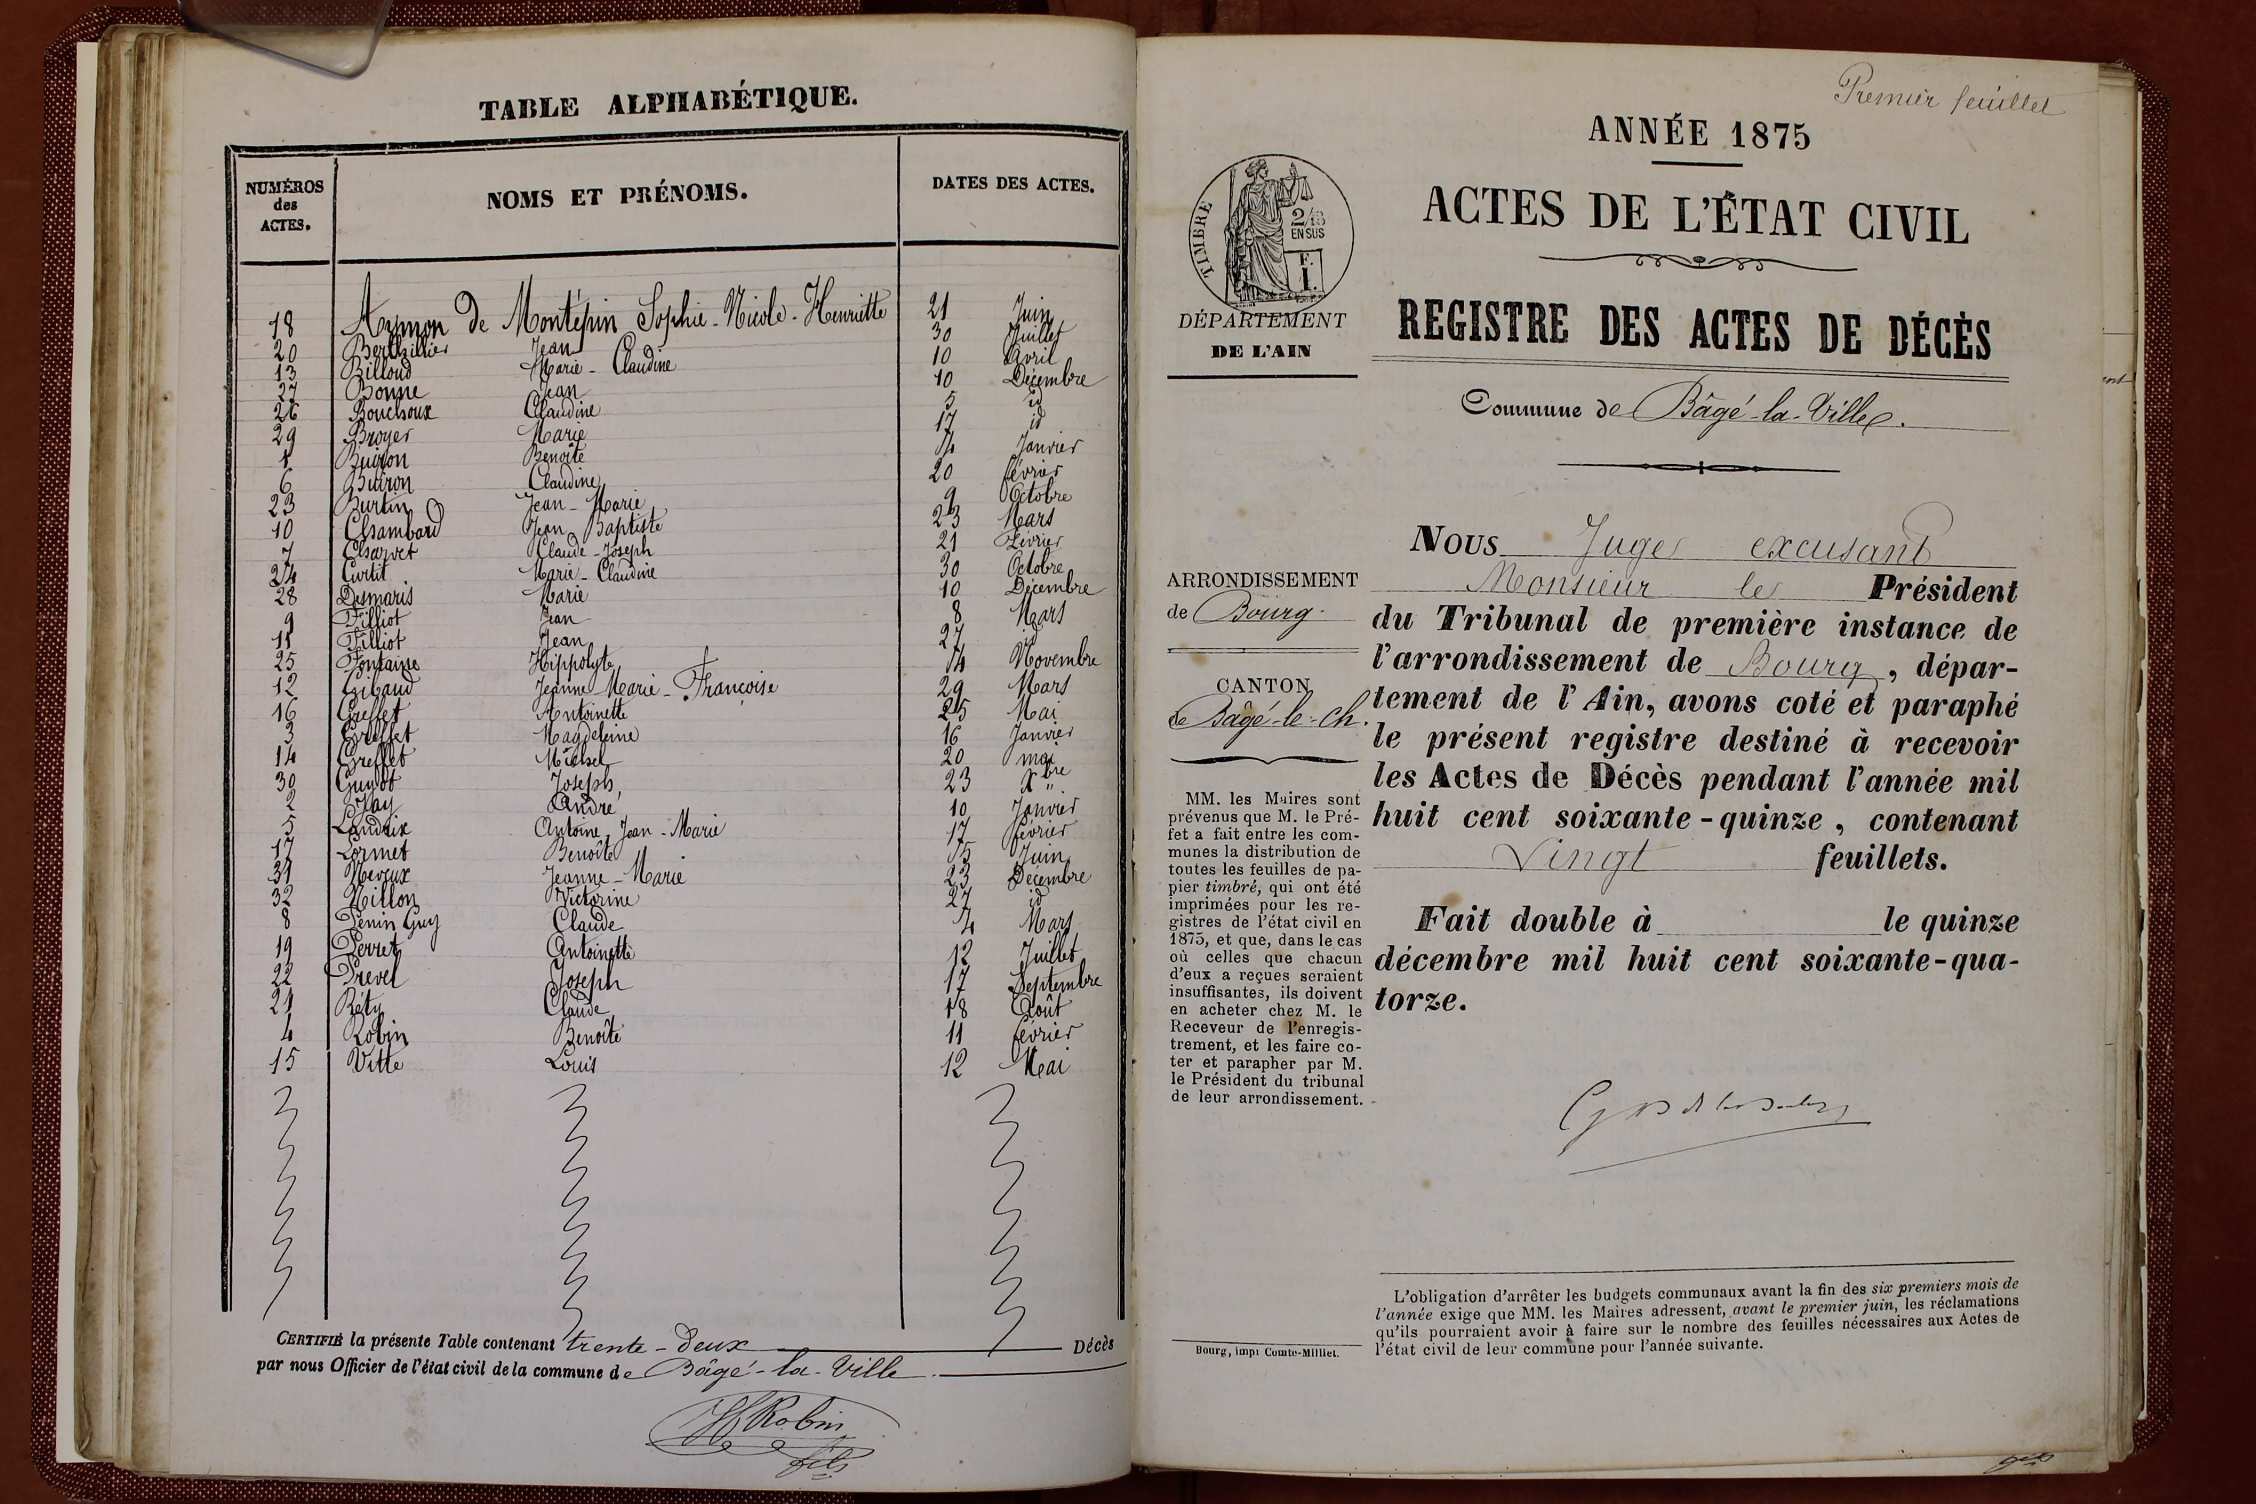 TABLE ALPHABÉTIQUE.
NUMÉROS des ACTES. NOMS ET PRÉNOMS. DATES DES ACTES.
18 Aymon de Montépin Sophie-Nicole-Henriette 21 Juin
20 Berthillier Jean 30 Juillet
13 Billoud Marie-Claudine 10 Avril
27 Bonne Jean 10 Décembre
26 Bouchoux Claudine 5 id
29 Broyer Marie 17 id
1 Buiron Benoîte 4 Janvier
6 Buiron Claudine 20 février
23 Burtin Jean-Marie 9 Octobre
10 Chambard Jean Baptiste 23 Mars
7 Charvet Claude-Joseph 21 Février
24 Curtit Marie-Claudine 30 Octobre
28 Desmaris Marie 10 Décembre
9 Filliot Jean 8 Mars
11 Filliot Jean 27 id
25 Fontaine Hippolyte 4 Novembre
12 Gibaud Jeanne-Marie-Françoise 29 Mars
16 Greffet Antoinette 25 Mai
3 Greffet Magdeleine 16 Janvier
14 Greffet Michel 20 mai
30 Guyot Joseph 23 Xbre
2 Jay André 10 Janvier
5 Landrix Antoine Jean-Marie 17 février
17 Lormet Benoîte 15 Juin
31 Neveux Jeanne-Marie 23 Décembre
32 Nillon Victorine 27 id
8 Penin Guy Claude 4 Mars
19 Perret Antoinette 12 Juillet
22 Prevel Joseph 17 Septembre
21 Réty Claude 18 Août
4 Robin Benoîte 11 février
15 Vitte Louis 12 Mai
CERTIFIÉ la présente Table contenant trente-deux Décès
par nous Officier de l'état civil de la commune de Bâgé-la-Ville.
H Robin
fils
Premier feuillet
ANNÉE 1875
ACTES DE L'ÉTAT CIVIL
REGISTRE DES ACTES DE DÉCÈS
Commune de Bâgé-la-Ville.
TIMBRE
2/10
EN SUS
F.
1.
DÉPARTEMENT
DE L'AIN
ARRONDISSEMENT
de Bourg.
CANTON
de Bâgé-le-ch.
MM. les Maires sont
prévenus que M. le Pré-
fet a fait entre les com-
munes la distribution de
toutes les feuilles de pa-
pier timbré, qui ont été
imprimées pour les re-
gistres de l'état civil en
1875, et que, dans le cas
où celles que chacun
d'eux a reçues seraient
insuffisantes, ils doivent
en acheter chez M. le
Receveur de l'enregis-
trement, et les faire co-
ter et parapher par M.
le Président du tribunal
de leur arrondissement.
Bourg, impr Comte-Milliet.
Nous Juge excusant
Monsieur le Président
du Tribunal de première instance de
l'arrondissement de Bourg, dépar-
tement de l'Ain, avons coté et paraphé
le présent registre destiné à recevoir
les Actes de Décès pendant l'année mil
huit cent soixante-quinze, contenant
Vingt feuillets.
Fait double à le quinze
décembre mil huit cent soixante-qua-
torze.
L'obligation d'arrêter les budgets communaux avant la fin des six premiers mois de
l'année exige que MM. les Maires adressent, avant le premier juin, les réclamations
qu'ils pourraient avoir à faire sur le nombre des feuilles nécessaires aux Actes de
l'état civil de leur commune pour l'année suivante.